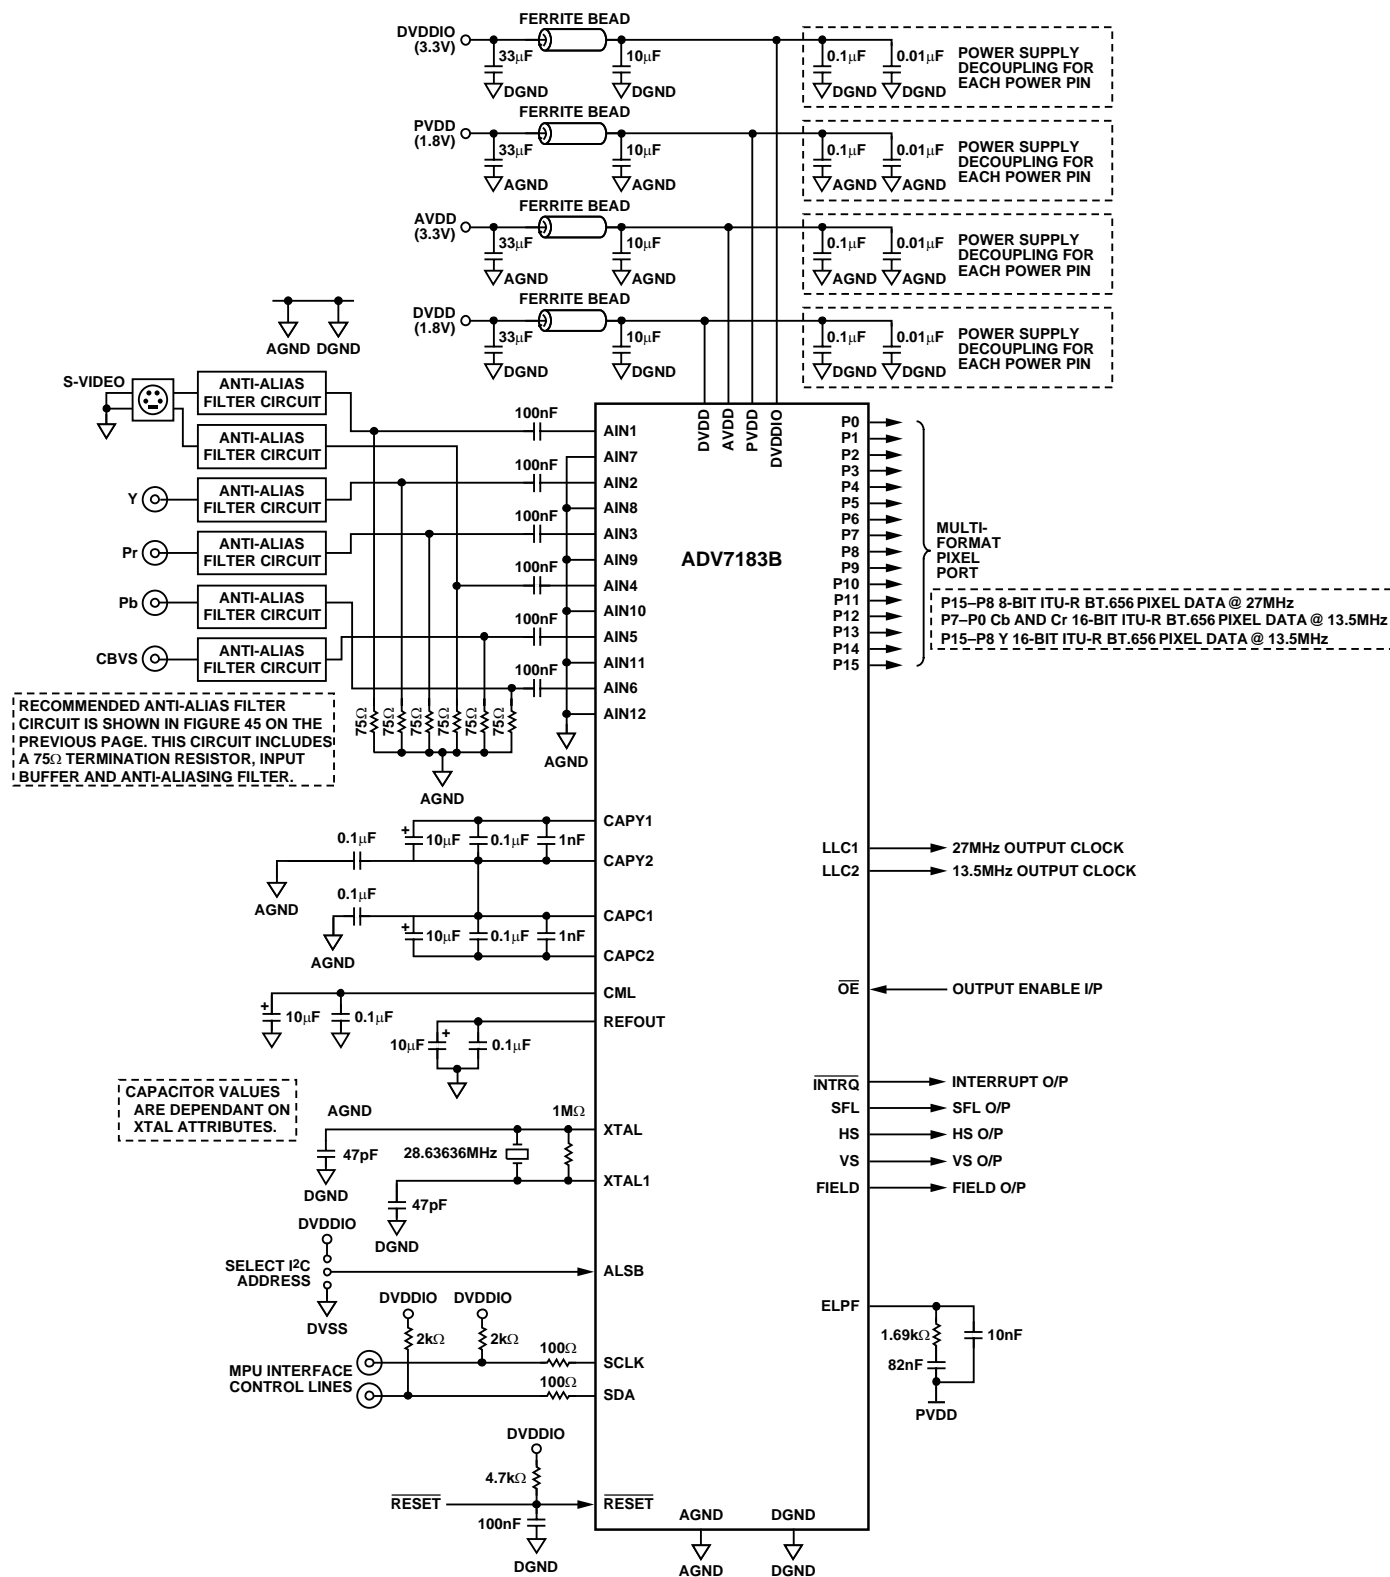 FERRITE BEAD
DVDDIO
(3.3V)
33μF
10μF
0.1μF
0.01μF
DGND
DGND
DGND
DGND
POWER SUPPLY
DECOUPLING FOR
EACH POWER PIN
FERRITE BEAD
PVDD
(1.8V)
33μF
10μF
0.1μF
0.01μF
AGND
AGND
AGND
AGND
POWER SUPPLY
DECOUPLING FOR
EACH POWER PIN
FERRITE BEAD
AVDD
(3.3V)
33μF
10μF
0.1μF
0.01μF
AGND
AGND
AGND
AGND
POWER SUPPLY
DECOUPLING FOR
EACH POWER PIN
FERRITE BEAD
DVDD
(1.8V)
33μF
10μF
0.1μF
0.01μF
DGND
DGND
DGND
DGND
POWER SUPPLY
DECOUPLING FOR
EACH POWER PIN
AGND DGND
S-VIDEO
ANTI-ALIAS
FILTER CIRCUIT
ANTI-ALIAS
FILTER CIRCUIT
Y
ANTI-ALIAS
FILTER CIRCUIT
Pr
ANTI-ALIAS
FILTER CIRCUIT
Pb
ANTI-ALIAS
FILTER CIRCUIT
CBVS
ANTI-ALIAS
FILTER CIRCUIT
RECOMMENDED ANTI-ALIAS FILTER
CIRCUIT IS SHOWN IN FIGURE 45 ON THE
PREVIOUS PAGE. THIS CIRCUIT INCLUDES
A 75Ω TERMINATION RESISTOR, INPUT
BUFFER AND ANTI-ALIASING FILTER.
100nF
100nF
100nF
100nF
100nF
100nF
75Ω
75Ω
75Ω
75Ω
75Ω
75Ω
AGND
AGND
AIN1
AIN7
AIN2
AIN8
AIN3
AIN9
AIN4
AIN10
AIN5
AIN11
AIN6
AIN12
DVDD
AVDD
PVDD
DVDDIO
ADV7183B
P0
P1
P2
P3
P4
P5
P6
P7
P8
P9
P10
P11
P12
P13
P14
P15
MULTI-
FORMAT
PIXEL
PORT
P15–P8 8-BIT ITU-R BT.656 PIXEL DATA @ 27MHz
P7–P0 Cb AND Cr 16-BIT ITU-R BT.656 PIXEL DATA @ 13.5MHz
P15–P8 Y 16-BIT ITU-R BT.656 PIXEL DATA @ 13.5MHz
CAPY1
0.1μF
+
10μF
0.1μF
1nF
CAPY2
AGND
0.1μF
CAPC1
+
10μF
0.1μF
1nF
AGND
CAPC2
CML
+
10μF
0.1μF
REFOUT
10μF
+
0.1μF
LLC1
27MHz OUTPUT CLOCK
LLC2
13.5MHz OUTPUT CLOCK
OE
OUTPUT ENABLE I/P
INTRQ
INTERRUPT O/P
SFL
SFL O/P
HS
HS O/P
VS
VS O/P
FIELD
FIELD O/P
CAPACITOR VALUES
ARE DEPENDANT ON
XTAL ATTRIBUTES.
AGND
1MΩ
XTAL
47pF
28.63636MHz
DGND
XTAL1
47pF
DGND
DVDDIO
SELECT I²C
ADDRESS
ALSB
DVSS
DVDDIO
DVDDIO
2kΩ
2kΩ
MPU INTERFACE
CONTROL LINES
100Ω
SCLK
100Ω
SDA
ELPF
1.69kΩ
10nF
82nF
PVDD
DVDDIO
4.7kΩ
RESET
RESET
100nF
DGND
AGND
DGND
AGND
DGND